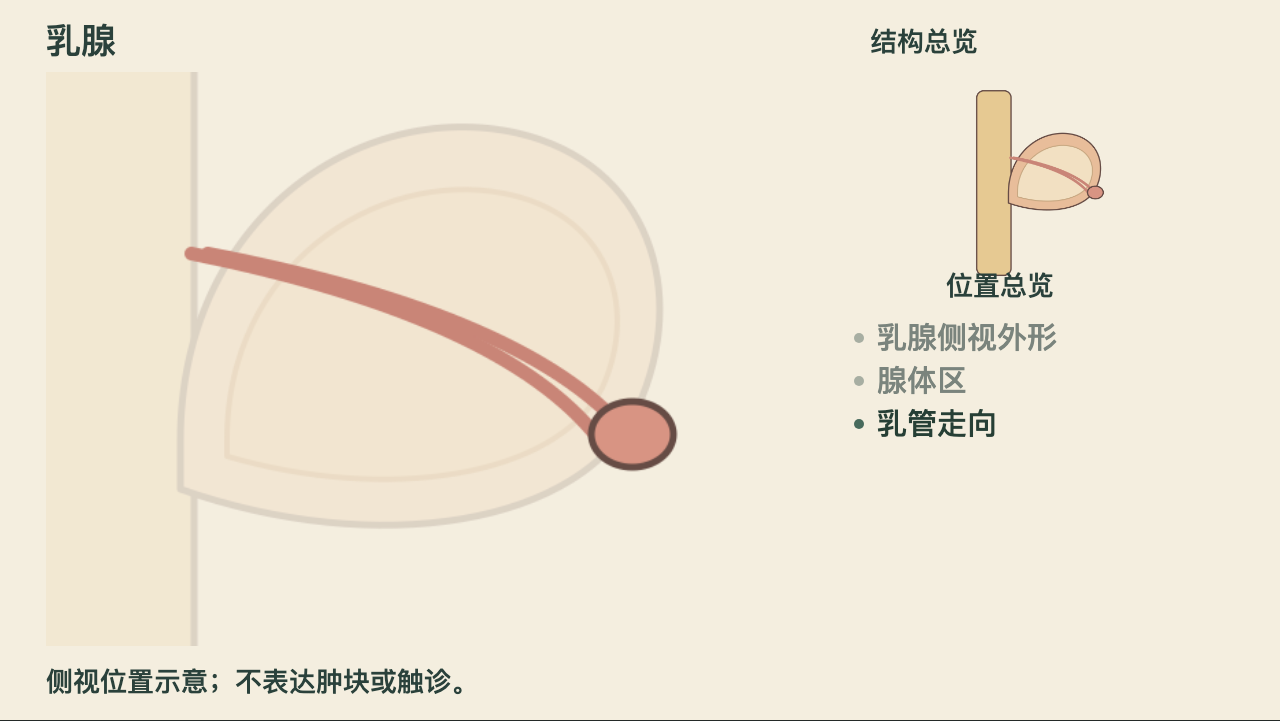 乳腺
结构总览
位置总览
乳腺侧视外形
腺体区
乳管走向
侧视位置示意；不表达肿块或触诊。